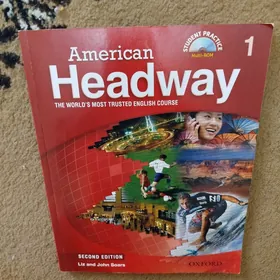 American
Headway
THE WORLD'S MOST TRUSTED ENGLISH COURSE
STUDENT PRACTICE
Multi-ROM
1
SECOND EDITION
Liz and John Soars
OXFORD